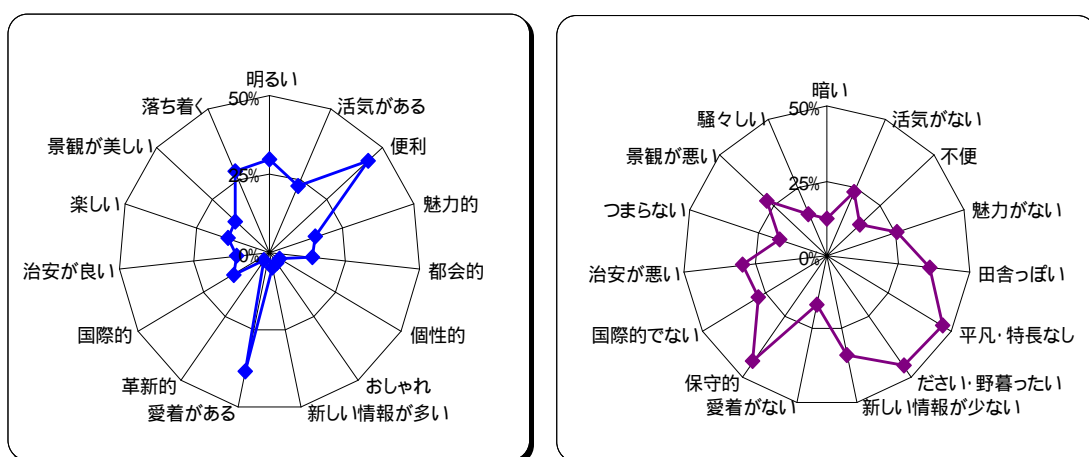 明るい
50%
活気がある
便利
魅力的
都会的
個性的
おしゃれ
新しい情報が多い
愛着がある
革新的
国際的
治安が良い
楽しい
景観が美しい
落ち着く
25%
0%
暗い
50%
活気がない
不便
魅力がない
田舎っぽい
平凡・特長なし
ださい・野暮ったい
新しい情報が少ない
愛着がない
保守的
国際的でない
治安が悪い
つまらない
景観が悪い
騒々しい
25%
0%